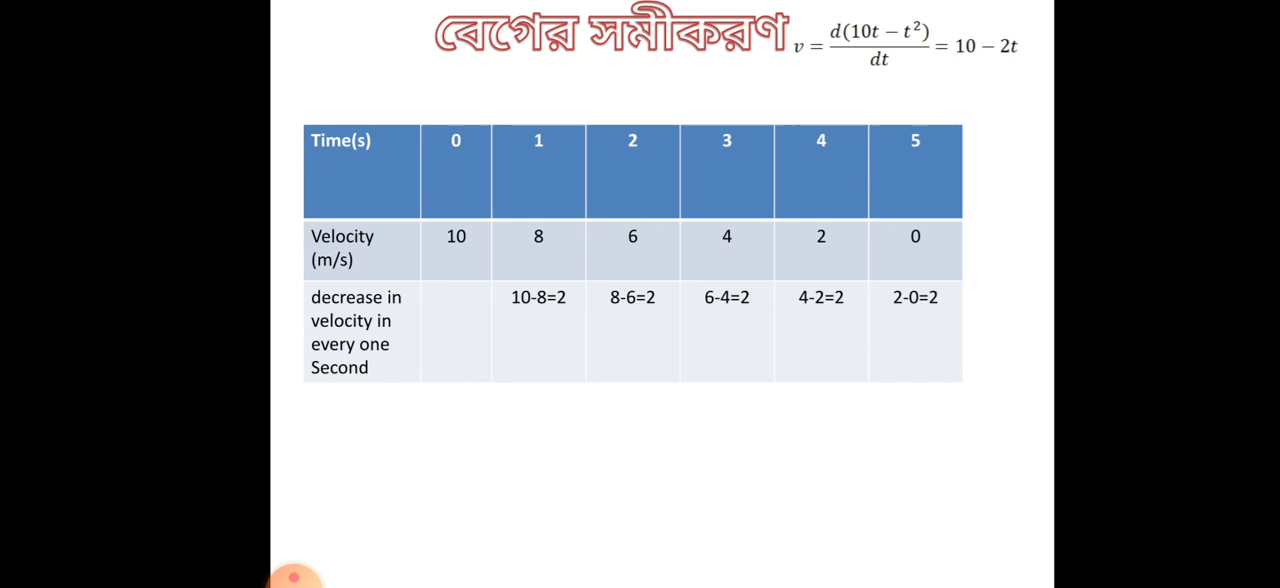 বেগের সমীকরণ v = d(10t − t²)/dt = 10 − 2t
Time(s) 0 1 2 3 4 5
Velocity (m/s) 10 8 6 4 2 0
decrease in velocity in every one Second 10-8=2 8-6=2 6-4=2 4-2=2 2-0=2